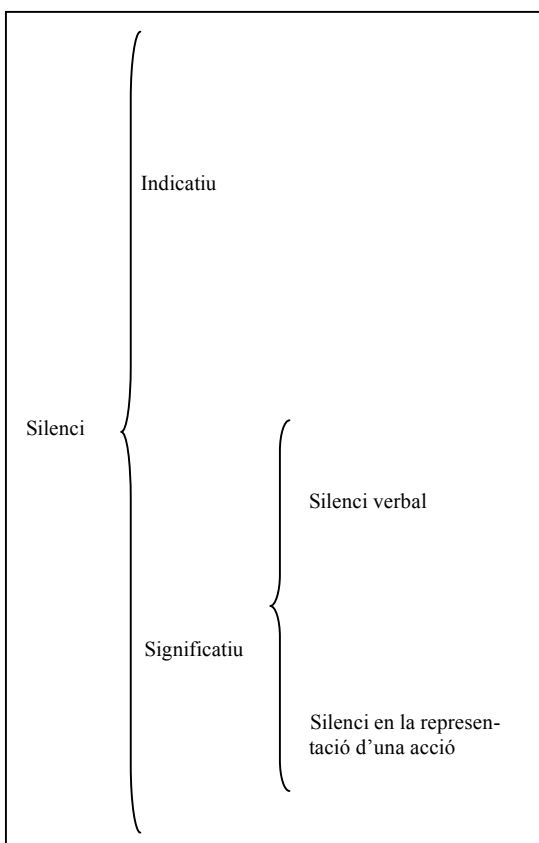 Indicatiu
Silenci
Silenci verbal
Significatiu
Silenci en la represen-
tació d’una acció